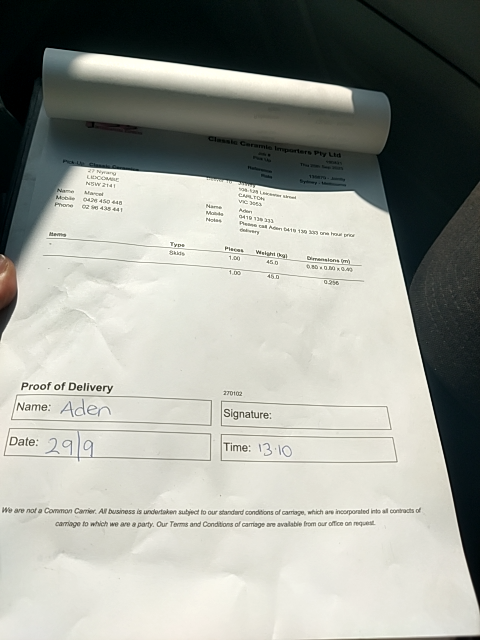 Classic Ceramic Importers Pty Ltd
Job #
Pick Up
Reference
Pick-Up
27 Nyrang
LIDCOMBE
NSW 2141
Name Marcel
Mobile 0426 450 448
Phone 02 96 438 441
108-128 Leicester street
CARLTON
VIC 3053
Name Aden
Mobile 0419 139 333
Notes Please call Aden 0419 139 333 one hour prior
delivery
Items Type Pieces Weight (kg) Dimensions (m)
- Skids 1.00 45.0 0.80 x 0.80 x 0.40
1.00 45.0 0.256
Proof of Delivery
270102
Name: Aden
Signature:
Date: 29/9
Time: 13:10
We are not a Common Carrier. All business is undertaken subject to our standard conditions of carriage, which are incorporated into all contracts of
carriage to which we are a party. Our Terms and Conditions of carriage are available from our office on request.